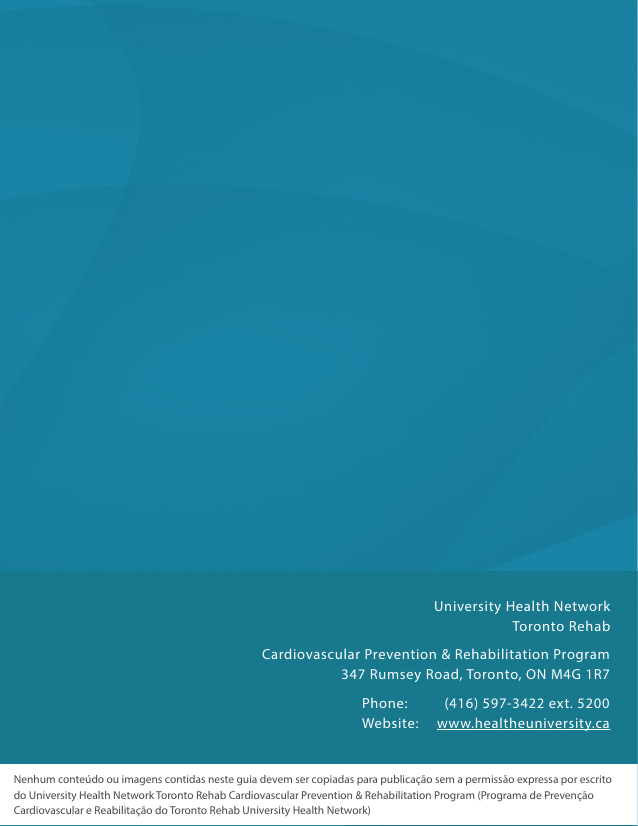 University Health Network
Toronto Rehab
Cardiovascular Prevention & Rehabilitation Program
347 Rumsey Road, Toronto, ON M4G 1R7
Phone: (416) 597-3422 ext. 5200
Website: www.healtheuniversity.ca
Nenhum conteúdo ou imagens contidas neste guia devem ser copiadas para publicação sem a permissão expressa por escrito
do University Health Network Toronto Rehab Cardiovascular Prevention & Rehabilitation Program (Programa de Prevenção
Cardiovascular e Reabilitação do Toronto Rehab University Health Network)